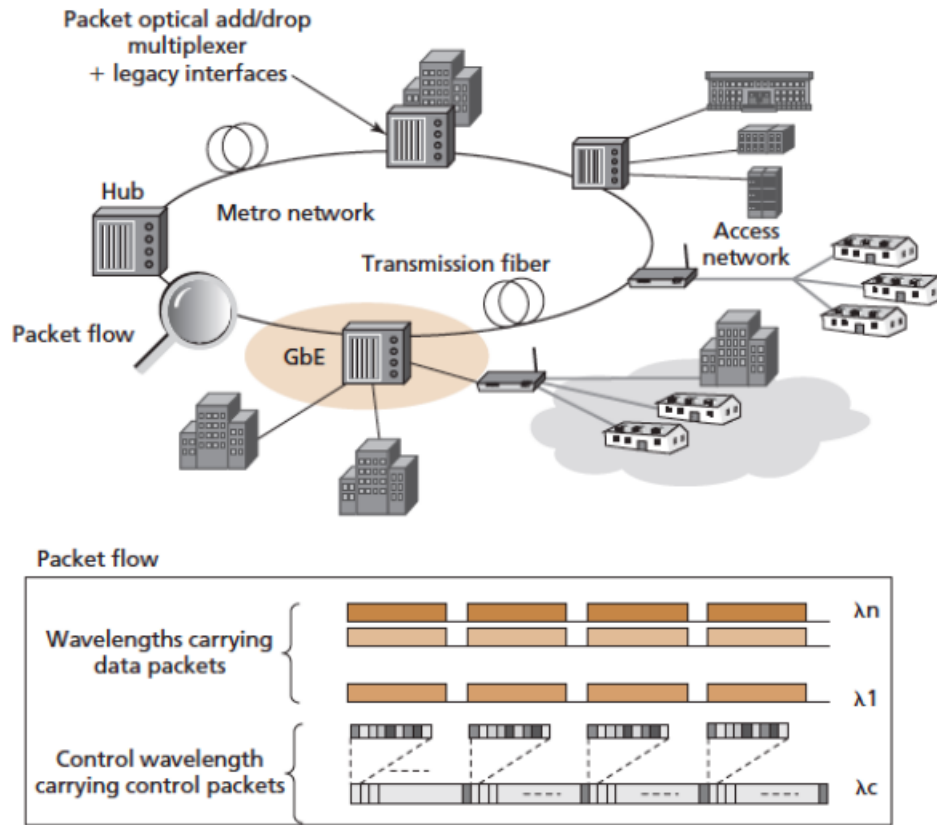 Packet optical add/drop
multiplexer
+ legacy interfaces
Hub
Metro network
Access
network
Transmission fiber
Packet flow
GbE
Packet flow
Wavelengths carrying
data packets
λn
λ1
Control wavelength
carrying control packets
λc